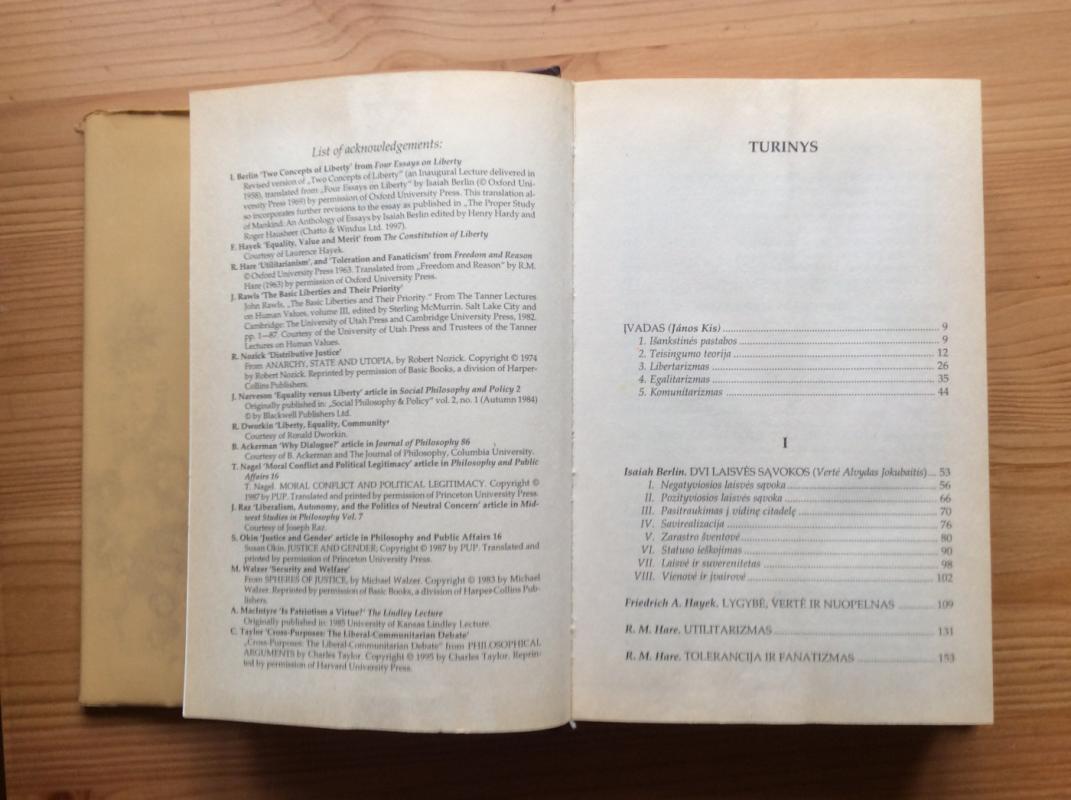 List of acknowledgements:
I. Berlin 'Two Concepts of Liberty' from Four Essays on Liberty
Revised version of „Two Concepts of Liberty" (an Inaugural Lecture delivered in
1958), translated from „Four Essays on Liberty" by Isaiah Berlin (© Oxford Uni-
versity Press 1969) by permission of Oxford University Press. This translation al-
so incorporates further revisions to the essay as published in „The Proper Study
of Mankind: An Anthology of Essays by Isaiah Berlin edited by Henry Hardy and
Roger Hausheer (Chatto & Windus Ltd. 1997).
F. Hayek 'Equality, Value and Merit' from The Constitution of Liberty
Courtesy of Laurence Hayek.
R. Hare 'Utilitarianism', and 'Toleration and Fanaticism' from Freedom and Reason
© Oxford University Press 1963. Translated from „Freedom and Reason" by R.M.
Hare (1963) by permission of Oxford University Press.
J. Rawls 'The Basic Liberties and Their Priority'
John Rawls, „The Basic Liberties and Their Priority." From The Tanner Lectures
on Human Values, volume III, edited by Sterling McMurrin. Salt Lake City and
Cambridge: The University of Utah Press and Cambridge University Press, 1982.
pp. 1—87. Courtesy of the University of Utah Press and Trustees of the Tanner
Lectures on Human Values.
R. Nozick 'Distributive Justice'
From ANARCHY, STATE AND UTOPIA, by Robert Nozick. Copyright © 1974
by Robert Nozick. Reprinted by permission of Basic Books, a division of Harper-
Collins Publishers.
J. Narveson 'Equality versus Liberty' article in Social Philosophy and Policy 2
Originally published in: „Social Philosophy & Policy" vol. 2, no. 1 (Autumn 1984)
© by Blackwell Publishers Ltd.
R. Dworkin 'Liberty, Equality, Community'
Courtesy of Ronald Dworkin.
B. Ackerman 'Why Dialogue?' article in Journal of Philosophy 86
Courtesy of B. Ackerman and The Journal of Philosophy, Columbia University.
T. Nagel 'Moral Conflict and Political Legitimacy' article in Philosophy and Public
Affairs 16
T. Nagel. MORAL CONFLICT AND POLITICAL LEGITIMACY. Copyright ©
1987 by PUP. Translated and printed by permission of Princeton University Press.
J. Raz 'Liberalism, Autonomy, and the Politics of Neutral Concern' article in Mid-
west Studies in Philosophy Vol. 7
Courtesy of Joseph Raz.
S. Okin 'Justice and Gender' article in Philosophy and Public Affairs 16
Susan Okin. JUSTICE AND GENDER; Copyright © 1987 by PUP. Translated and
printed by permission of Princeton University Press.
M. Walzer 'Security and Welfare'
From SPHERES OF JUSTICE, by Michael Walzer. Copyright © 1983 by Michael
Walzer. Reprinted by permission of Basic Books, a division of HarperCollins Pub-
lishers.
A. MacIntyre 'Is Patriotism a Virtue?' The Lindley Lecture
Originally published in: 1985 University of Kansas Lindley Lecture.
C. Taylor 'Cross-Purposes: The Liberal-Communitarian Debate'
„Cross-Purposes: The Liberal-Communitarian Debate" from PHILOSOPHICAL
ARGUMENTS by Charles Taylor. Copyright © 1995 by Charles Taylor. Reprin-
ted by permission of Harvard University Press.
TURINYS
ĮVADAS (János Kis) 9
1. Išankstinės pastabos 9
2. Teisingumo teorija 12
3. Libertarizmas 26
4. Egalitarizmas 35
5. Komunitarizmas 44
I
Isaiah Berlin. DVI LAISVĖS SĄVOKOS (Vertė Alvydas Jokubaitis) 53
I. Negatyviosios laisvės sąvoka 56
II. Pozityviosios laisvės sąvoka 66
III. Pasitraukimas į vidinę citadelę 70
IV. Savirealizacija 76
V. Zarastro šventovė 80
VI. Statuso ieškojimas 90
VII. Laisvė ir suverenitetas 98
VIII. Vienovė ir įvairovė 102
Friedrich A. Hayek. LYGYBĖ, VERTĖ IR NUOPELNAS 109
R. M. Hare. UTILITARIZMAS 131
R. M. Hare. TOLERANCIJA IR FANATIZMAS 153